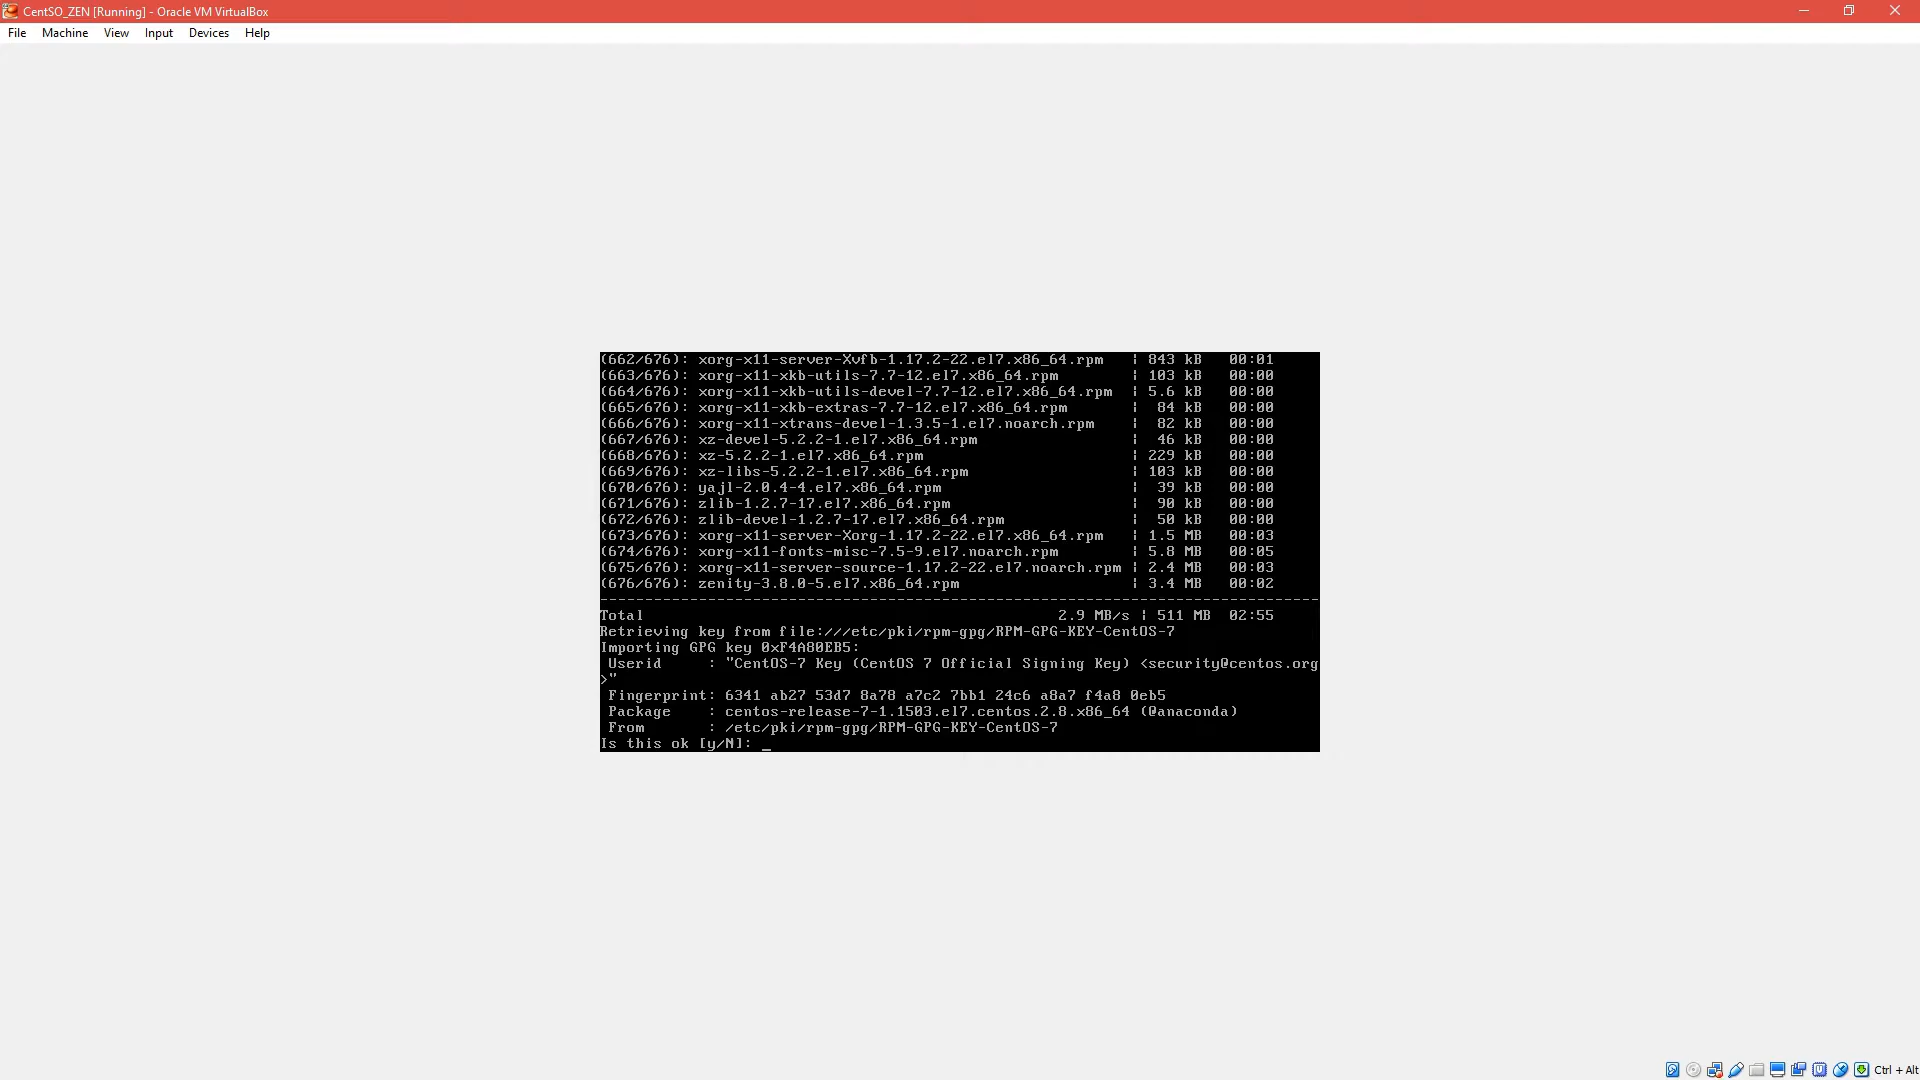 CentSO_ZEN [Running] - Oracle VM VirtualBox
File Machine View Input Devices Help
(662/676): xorg-x11-server-Xvfb-1.17.2-22.el7.x86_64.rpm | 843 kB 00:01
(663/676): xorg-x11-xkb-utils-7.7-12.el7.x86_64.rpm | 103 kB 00:00
(664/676): xorg-x11-xkb-utils-devel-7.7-12.el7.x86_64.rpm | 5.6 kB 00:00
(665/676): xorg-x11-xkb-extras-7.7-12.el7.x86_64.rpm | 84 kB 00:00
(666/676): xorg-x11-xtrans-devel-1.3.5-1.el7.noarch.rpm | 82 kB 00:00
(667/676): xz-devel-5.2.2-1.el7.x86_64.rpm | 46 kB 00:00
(668/676): xz-5.2.2-1.el7.x86_64.rpm | 229 kB 00:00
(669/676): xz-libs-5.2.2-1.el7.x86_64.rpm | 103 kB 00:00
(670/676): yajl-2.0.4-4.el7.x86_64.rpm | 39 kB 00:00
(671/676): zlib-1.2.7-17.el7.x86_64.rpm | 90 kB 00:00
(672/676): zlib-devel-1.2.7-17.el7.x86_64.rpm | 50 kB 00:00
(673/676): xorg-x11-server-Xorg-1.17.2-22.el7.x86_64.rpm | 1.5 MB 00:03
(674/676): xorg-x11-fonts-misc-7.5-9.el7.noarch.rpm | 5.8 MB 00:05
(675/676): xorg-x11-server-source-1.17.2-22.el7.noarch.rpm | 2.4 MB 00:03
(676/676): zenity-3.8.0-5.el7.x86_64.rpm | 3.4 MB 00:02
--------------------------------------------------------------------------------
Total 2.9 MB/s | 511 MB 02:55
Retrieving key from file:///etc/pki/rpm-gpg/RPM-GPG-KEY-CentOS-7
Importing GPG key 0xF4A80EB5:
Userid : "CentOS-7 Key (CentOS 7 Official Signing Key) <security@centos.org
>"
Fingerprint: 6341 ab27 53d7 8a78 a7c2 7bb1 24c6 a8a7 f4a8 0eb5
Package : centos-release-7-1.1503.el7.centos.2.8.x86_64 (@anaconda)
From : /etc/pki/rpm-gpg/RPM-GPG-KEY-CentOS-7
Is this ok [y/N]: _
Ctrl + Alt